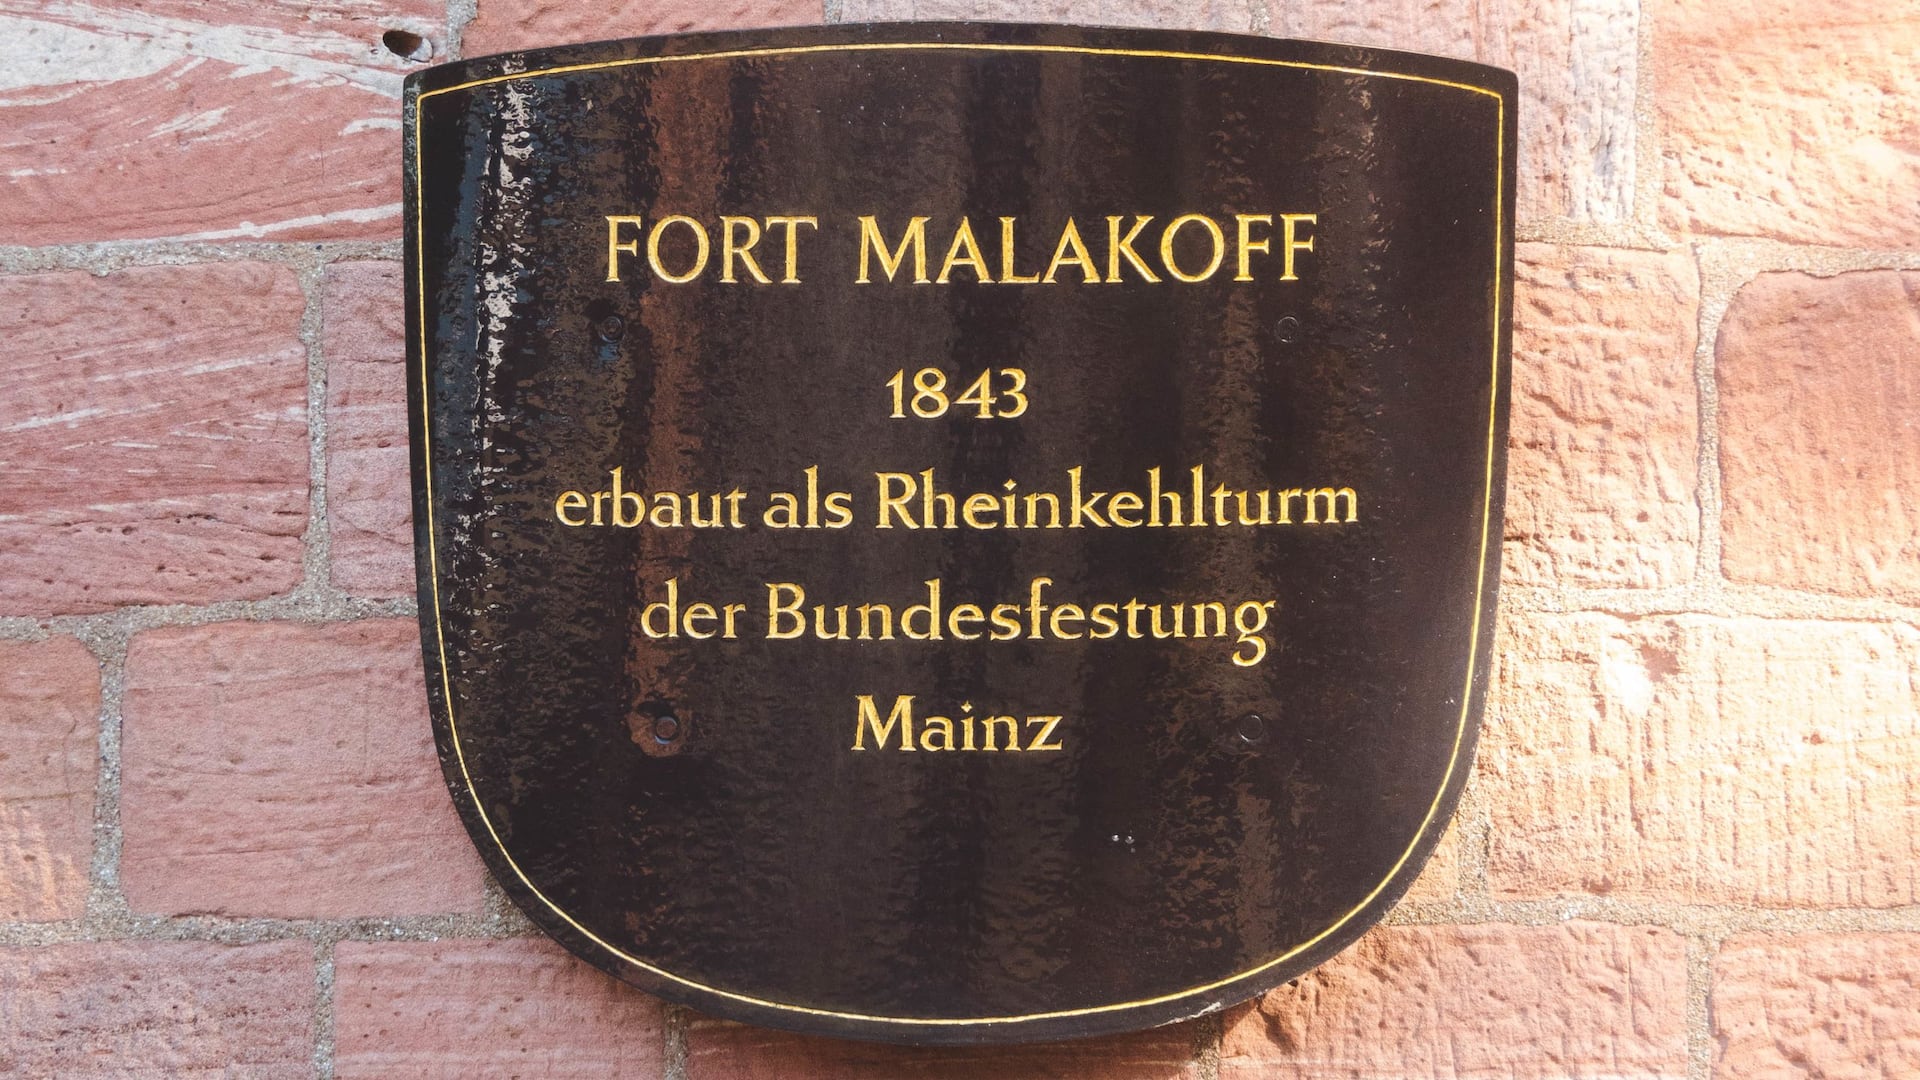 FORT MALAKOFF
1843
erbaut als Rheinkehlturm
der Bundesfestung
Mainz